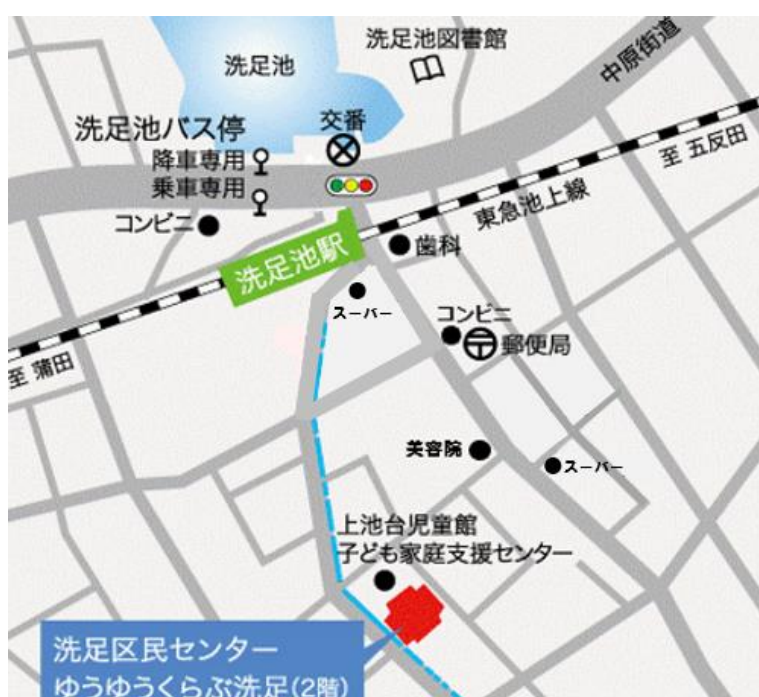 洗足池図書館
中原街道
洗足池
交番
洗足池バス停
降車専用
乗車専用
至 五反田
東急池上線
コンビニ
歯科
洗足池駅
スーパー
コンビニ
郵便局
至 蒲田
美容院
スーパー
上池台児童館
子ども家庭支援センター
洗足区民センター
ゆうゆうくらぶ洗足(2階)